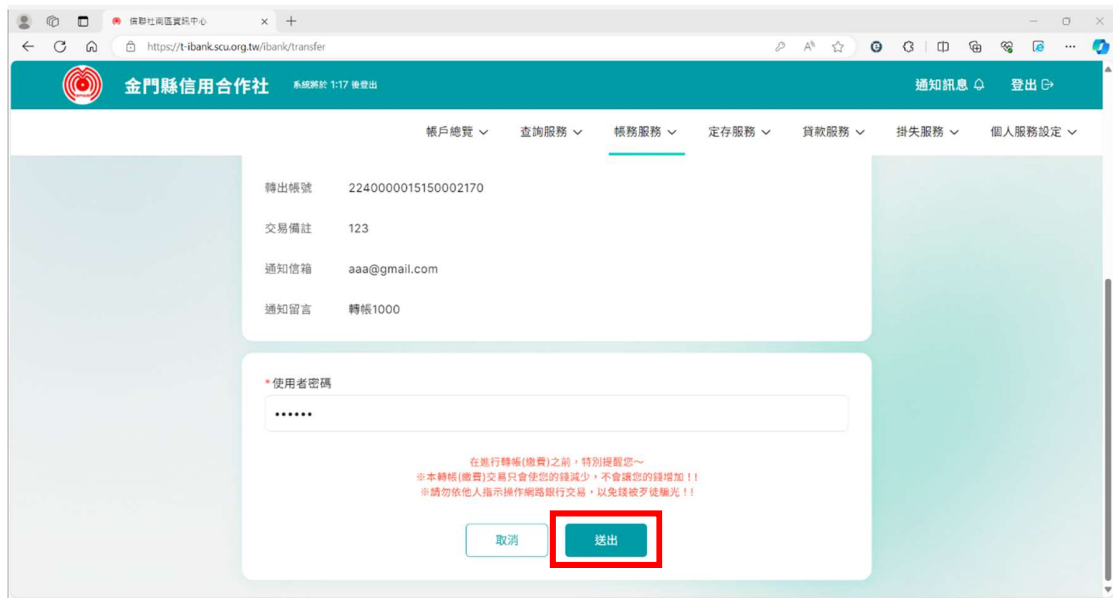 信聯社南區資訊中心
https://t-ibank.scu.org.tw/ibank/transfer
金門縣信用合作社 系統將於 1:17 後登出 通知訊息 登出
帳戶總覽 查詢服務 帳務服務 定存服務 貸款服務 掛失服務 個人服務設定
轉出帳號 2240000015150002170
交易備註 123
通知信箱 aaa@gmail.com
通知留言 轉帳1000
*使用者密碼
••••••
在進行轉帳(繳費)之前，特別提醒您～
※本轉帳(繳費)交易只會使您的錢減少，不會讓您的錢增加！！
※請勿依他人指示操作網路銀行交易，以免錢被歹徒騙光！！
取消 送出